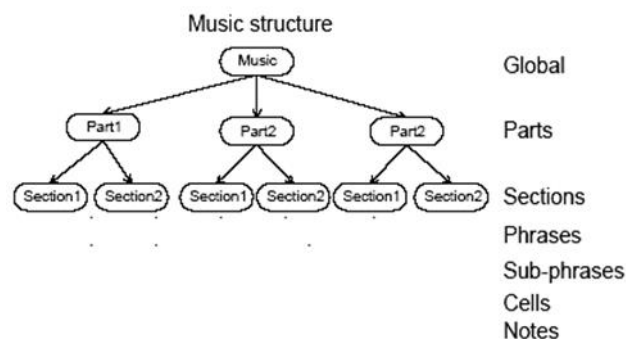 Music structure
Music Global
Part1 Part2 Part2 Parts
Section1 Section2 Section1 Section2 Section1 Section2 Sections
Phrases
Sub-phrases
Cells
Notes